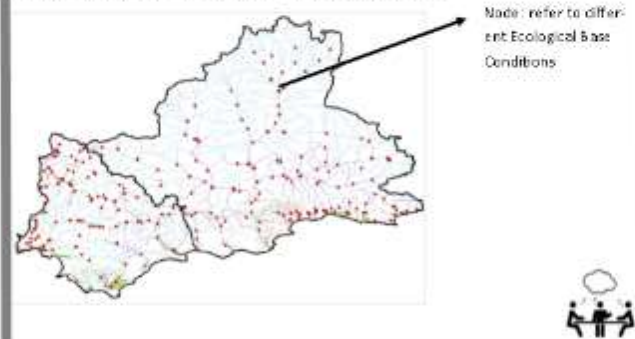 Node: refer to differ-
ent Ecological Base
Conditions